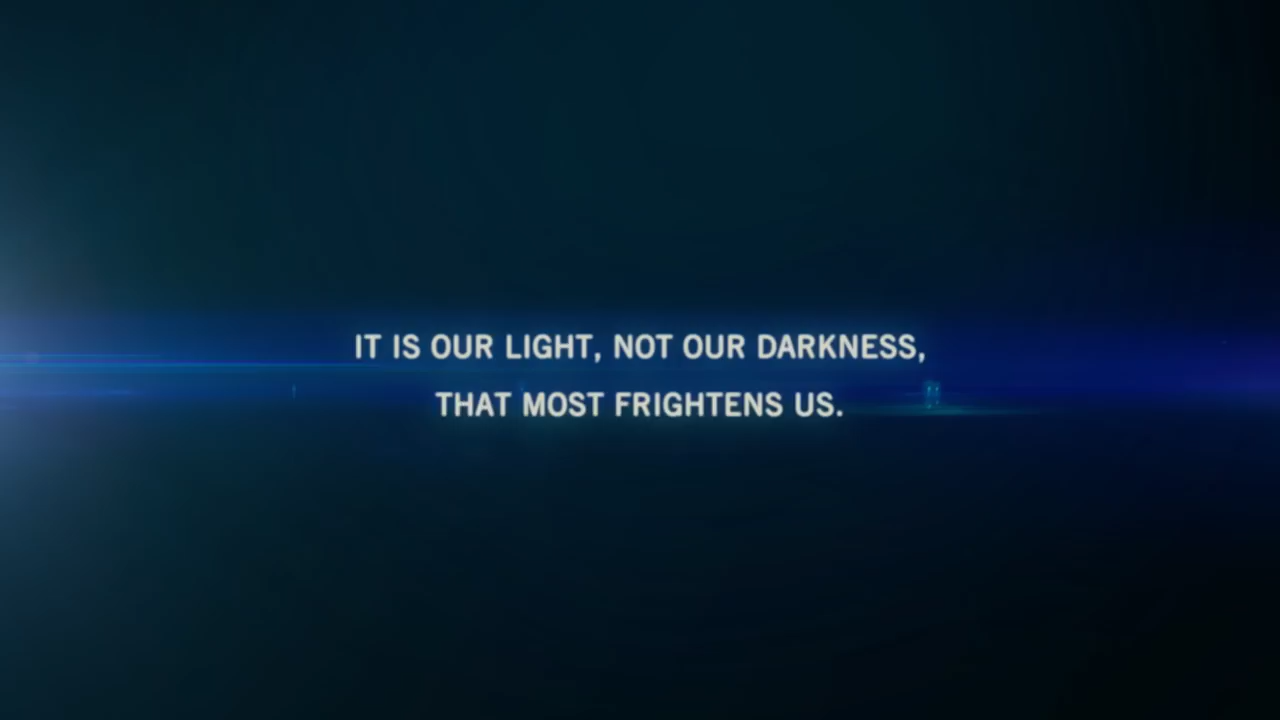 IT IS OUR LIGHT, NOT OUR DARKNESS,
THAT MOST FRIGHTENS US.